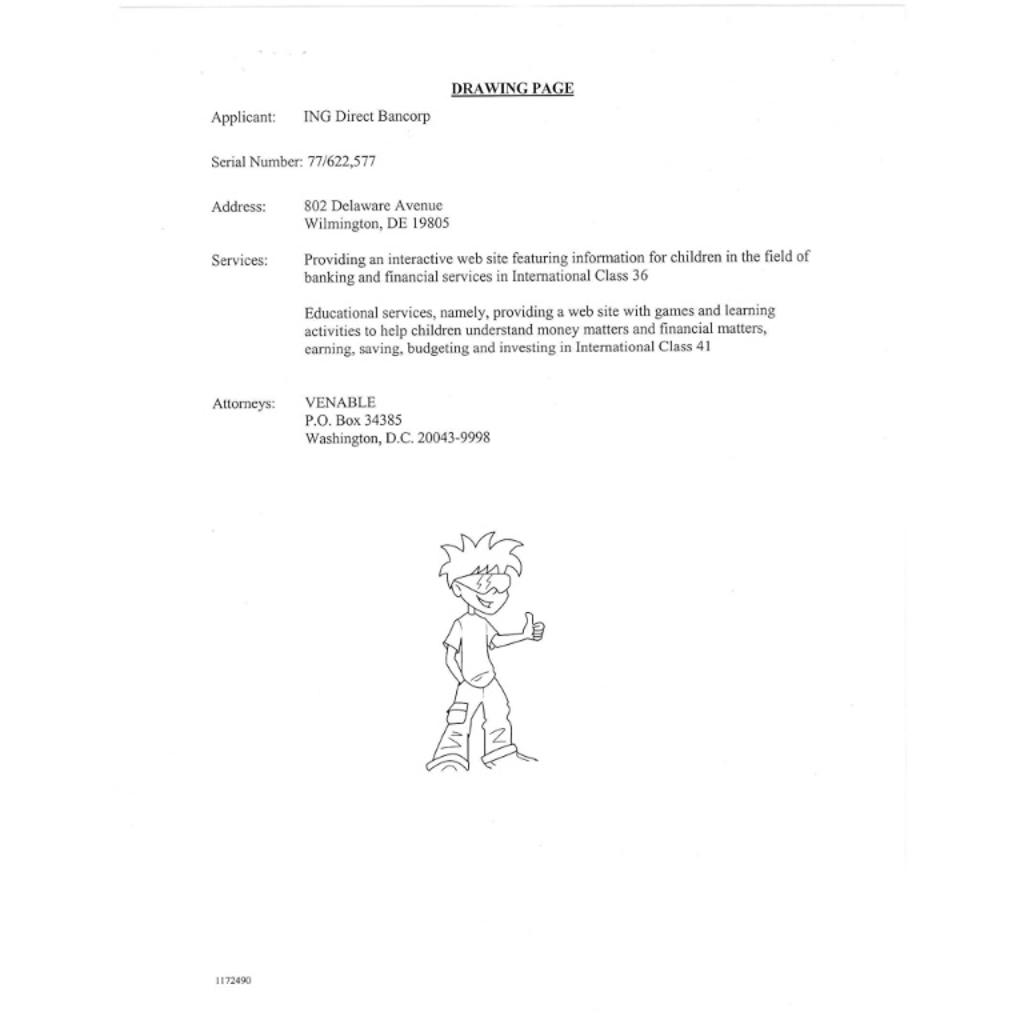 DRAWING PAGE
Applicant: ING Direct Bancorp
Serial Number: 77/622,577
Address: 802 Delaware Avenue
Wilmington, DE 19805
Services: Providing an interactive web site featuring information for children in the field of
banking and financial services in International Class 36
Educational services, namely, providing a web site with games and learning
activities to help children understand money matters and financial matters,
earning, saving, budgeting and investing in International Class 41
Attorneys: VENABLE
P.O. Box 34385
Washington, D.C. 20043-9998
1172490